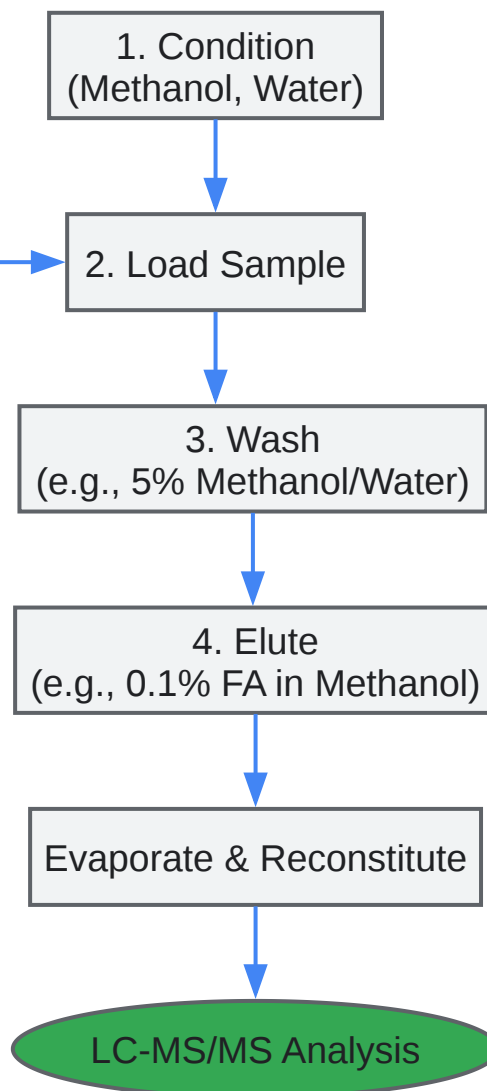 1. Condition
(Methanol, Water)
2. Load Sample
3. Wash
(e.g., 5% Methanol/Water)
4. Elute
(e.g., 0.1% FA in Methanol)
Evaporate & Reconstitute
LC-MS/MS Analysis